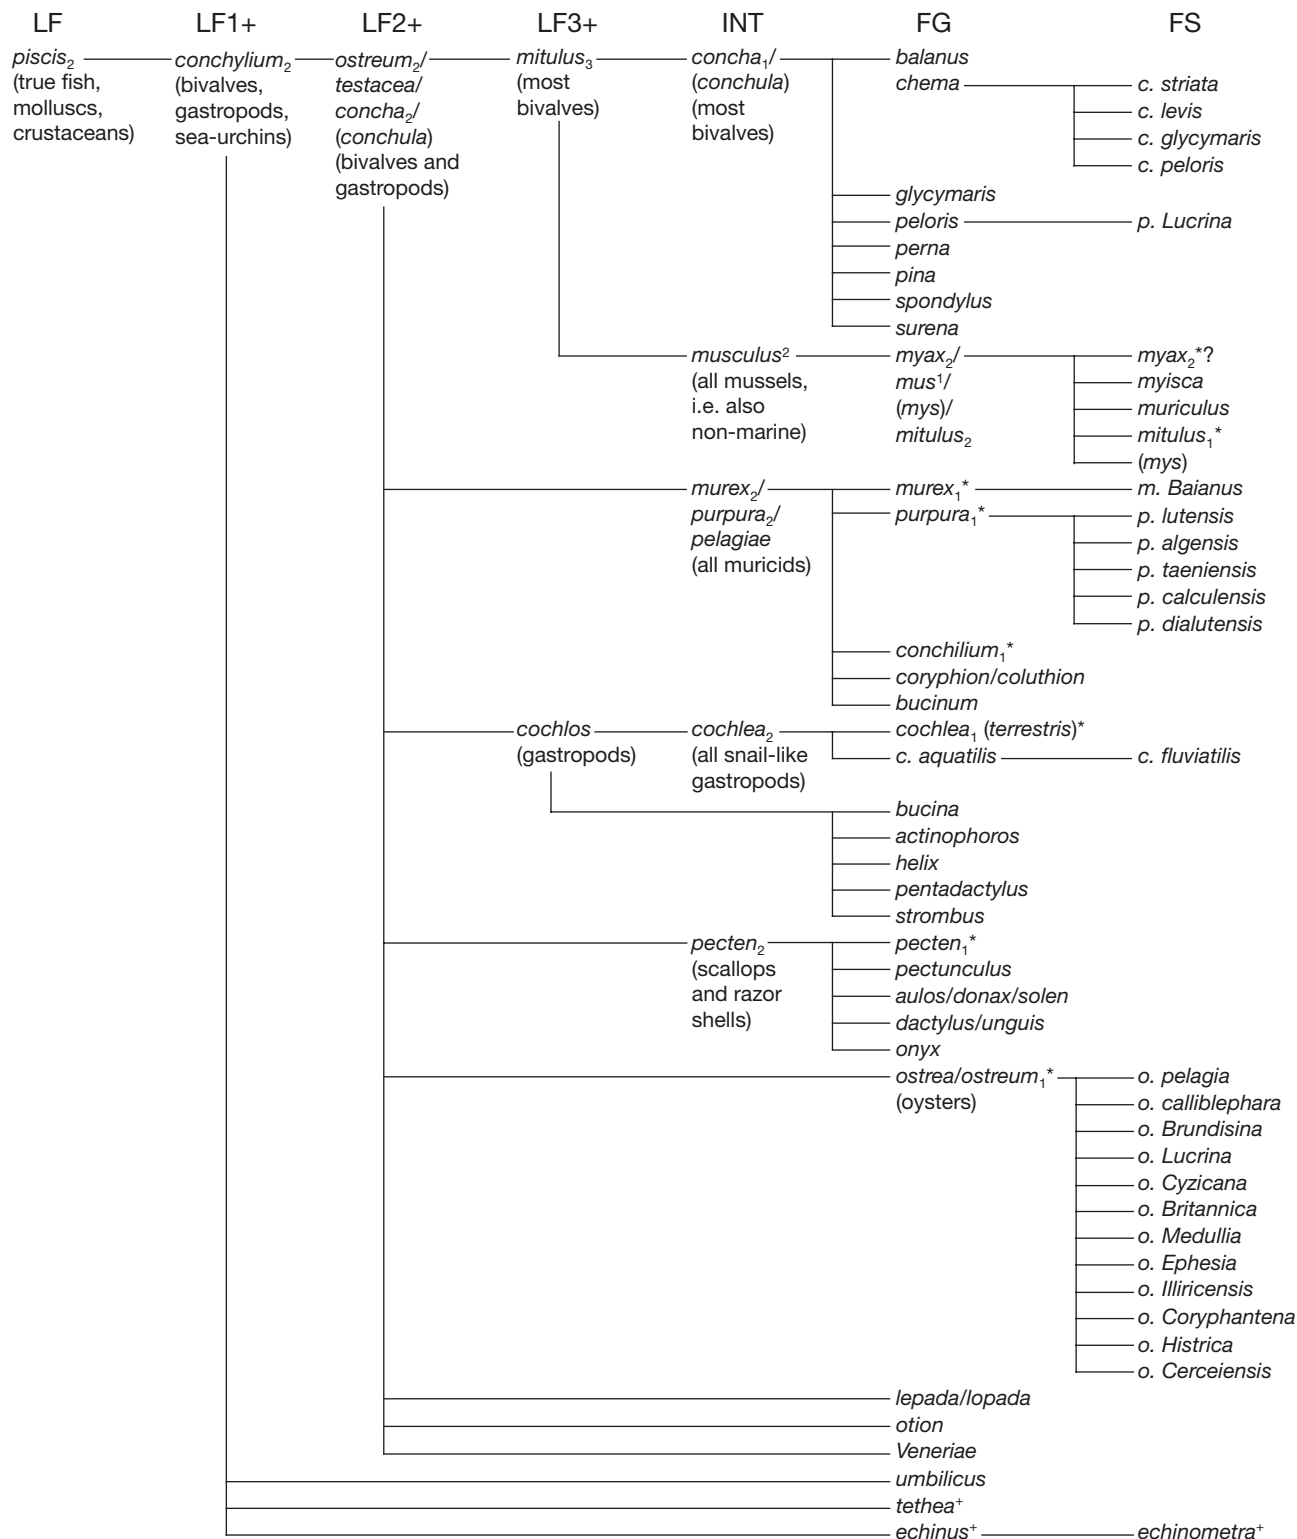 LF LF1+ LF2+ LF3+ INT FG FS
piscis₂ conchylium₂ ostreum₂/ mitulus₃ concha₁/ balanus
(true fish, (bivalves, testacea/ (most (conchula) chema c. striata
molluscs, gastropods, concha₂/ bivalves) (most c. levis
crustaceans) sea-urchins) (conchula) bivalves) c. glycymaris
(bivalves and c. peloris
gastropods) glycymaris
peloris p. Lucrina
perna
pina
spondylus
surena
musculus² myax₂/ myax₂*?
(all mussels, mus¹/ myisca
i.e. also (mys)/ muriculus
non-marine) mitulus₂ mitulus₁*
(mys)
murex₂/ murex₁* m. Baianus
purpura₂/ purpura₁* p. lutensis
pelagiae p. algensis
(all muricids) p. taeniensis
p. calculensis
p. dialutensis
conchilium₁*
coryphion/coluthion
bucinum
cochlos cochlea₂ cochlea₁ (terrestris)*
(gastropods) (all snail-like c. aquatilis c. fluviatilis
gastropods)
bucina
actinophoros
helix
pentadactylus
strombus
pecten₂ pecten₁*
(scallops pectunculus
and razor aulos/donax/solen
shells) dactylus/unguis
onyx
ostrea/ostreum₁* o. pelagia
(oysters) o. calliblephara
o. Brundisina
o. Lucrina
o. Cyzicana
o. Britannica
o. Medullia
o. Ephesia
o. Illiricensis
o. Coryphantena
o. Histrica
o. Cerceiensis
lepada/lopada
otion
Veneriae
umbilicus
tethea⁺
echinus⁺ echinometra⁺